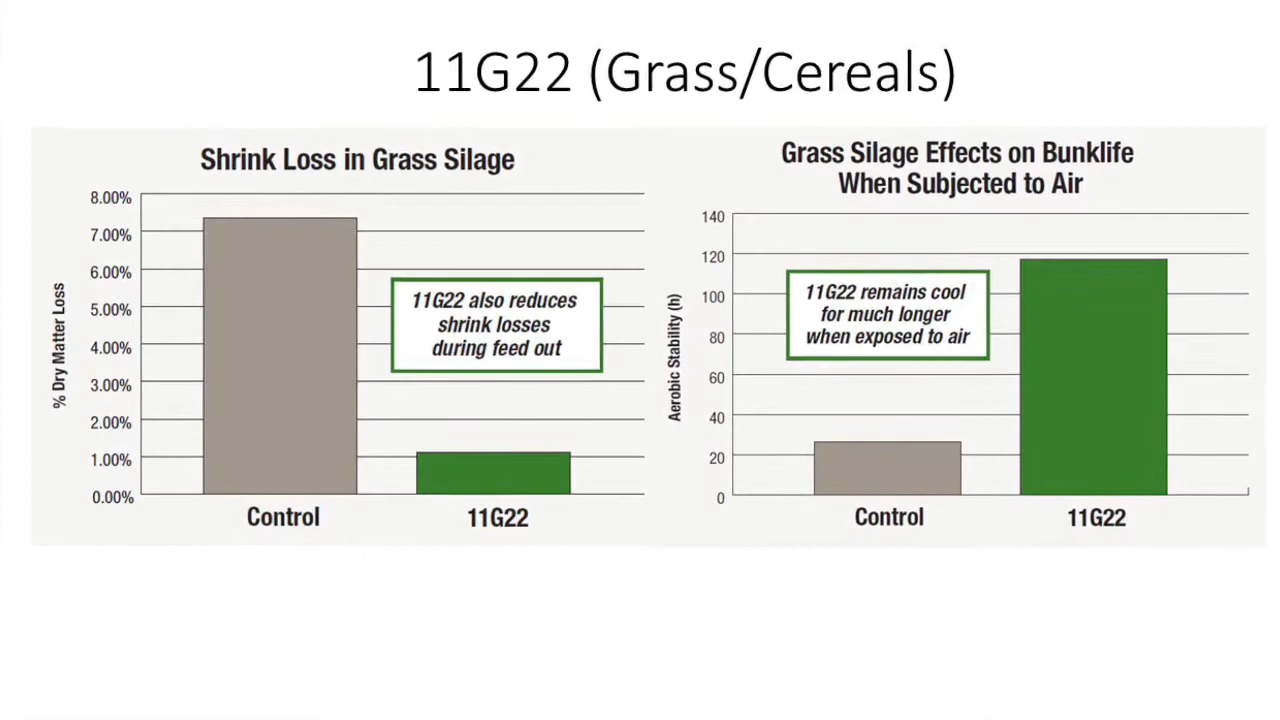 11G22 (Grass/Cereals)
Shrink Loss in Grass Silage
8.00%
7.00%
6.00%
5.00%
4.00%
3.00%
2.00%
1.00%
0.00%
% Dry Matter Loss
11G22 also reduces
shrink losses
during feed out
Control
11G22
Grass Silage Effects on Bunklife
When Subjected to Air
140
120
100
80
60
40
20
0
Aerobic Stability (h)
11G22 remains cool
for much longer
when exposed to air
Control
11G22